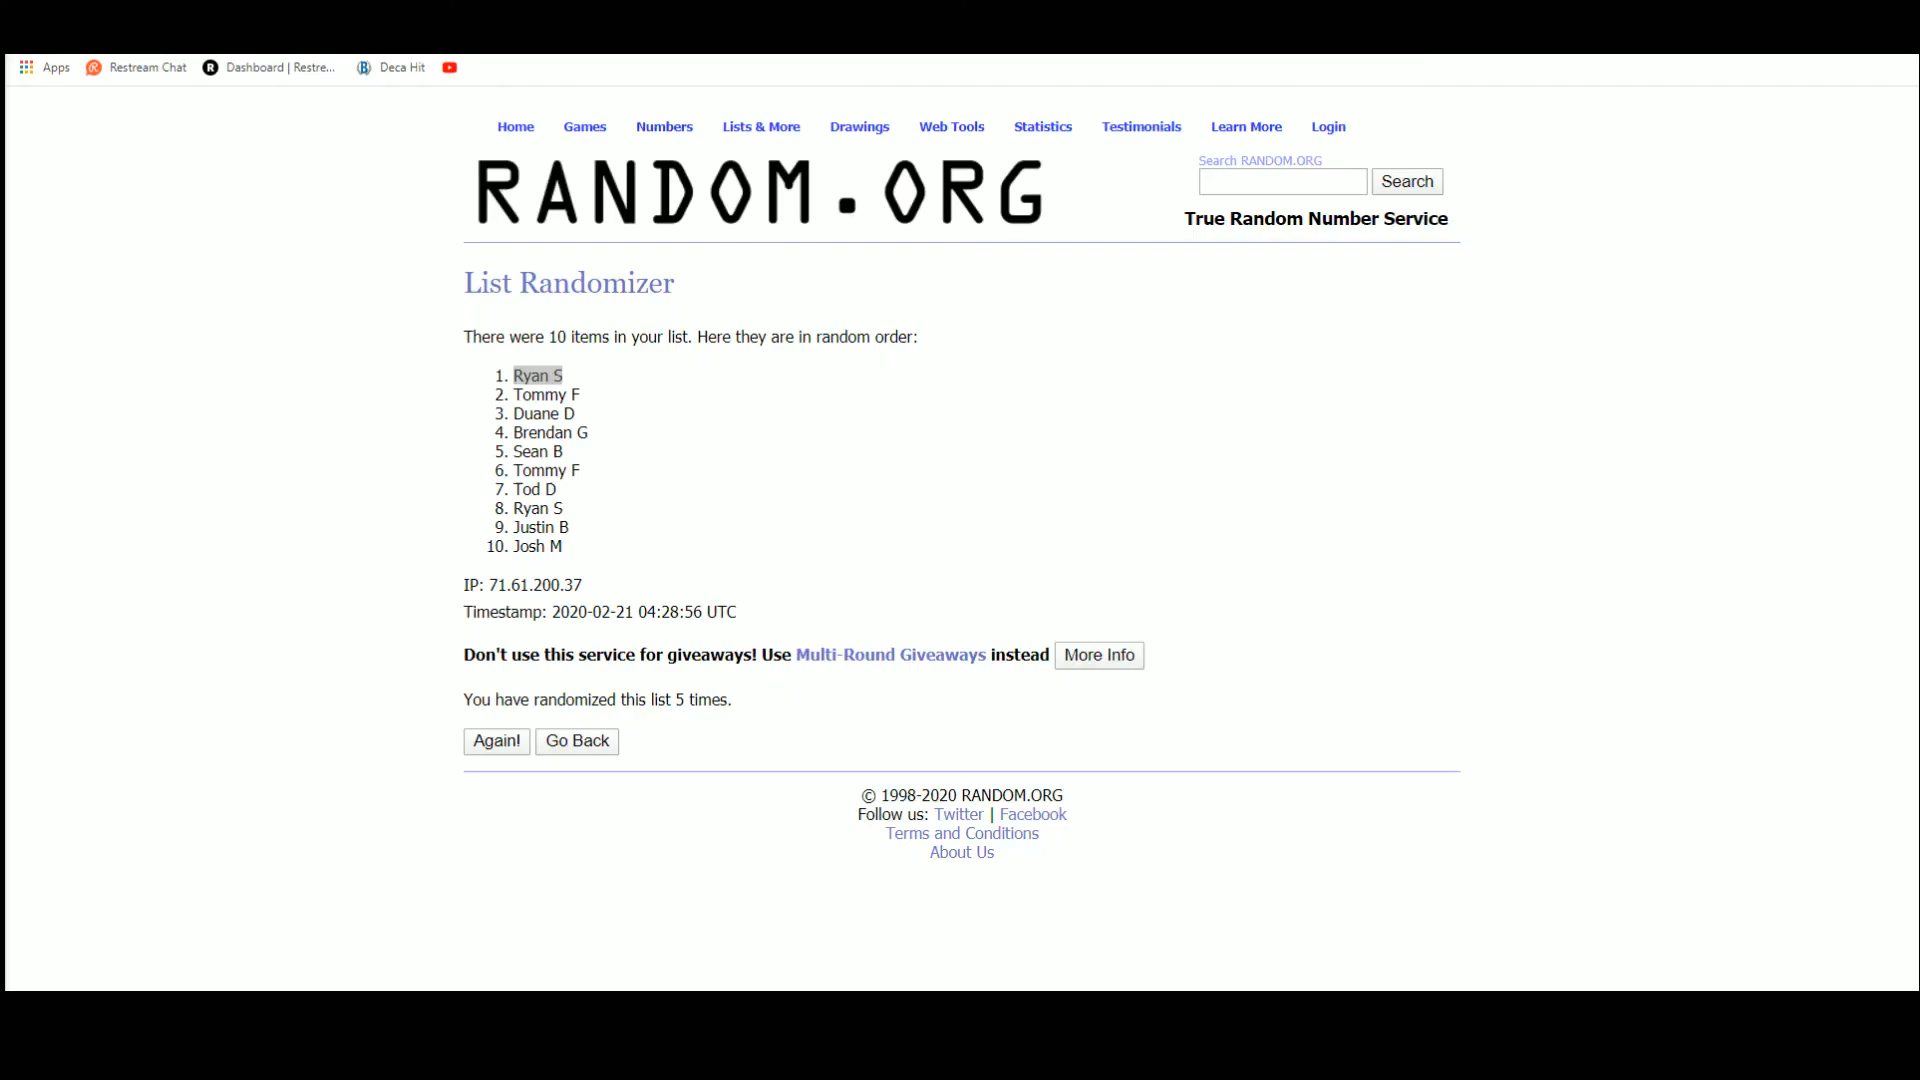 Apps Restream Chat Dashboard | Restre... Deca Hit
Home Games Numbers Lists & More Drawings Web Tools Statistics Testimonials Learn More Login
RANDOM.ORG
Search RANDOM.ORG
Search
True Random Number Service
List Randomizer
There were 10 items in your list. Here they are in random order:
1. Ryan S
2. Tommy F
3. Duane D
4. Brendan G
5. Sean B
6. Tommy F
7. Tod D
8. Ryan S
9. Justin B
10. Josh M
IP: 71.61.200.37
Timestamp: 2020-02-21 04:28:56 UTC
Don't use this service for giveaways! Use Multi-Round Giveaways instead More Info
You have randomized this list 5 times.
Again! Go Back
© 1998-2020 RANDOM.ORG
Follow us: Twitter | Facebook
Terms and Conditions
About Us